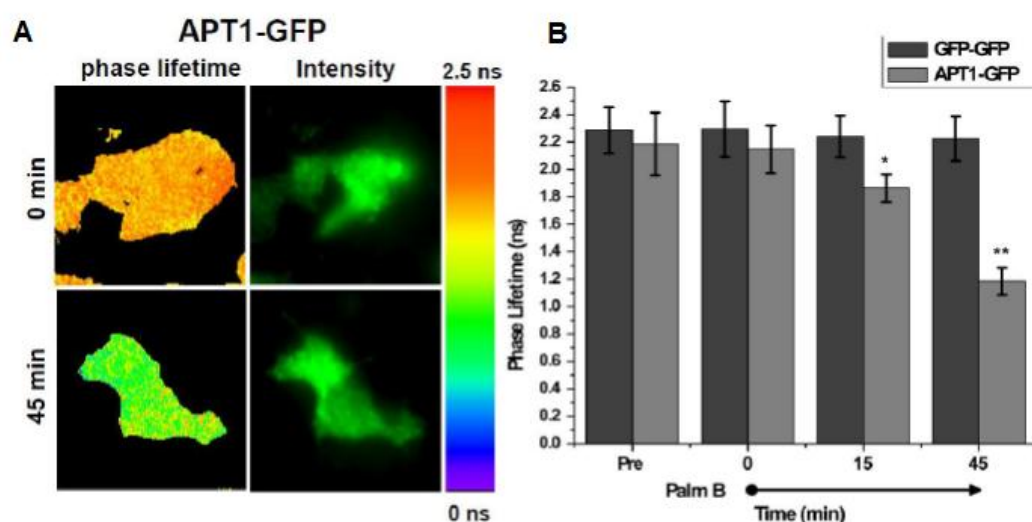 A
APT1-GFP
phase lifetime
Intensity
2.5 ns
0 min
45 min
0 ns
B
GFP-GFP
APT1-GFP
Phase Lifetime (ns)
2.6
2.4
2.2
2.0
1.8
1.6
1.4
1.2
1.0
0.8
0.6
0.4
0.2
0.0
*
**
Pre 0 15 45
Palm B
Time (min)